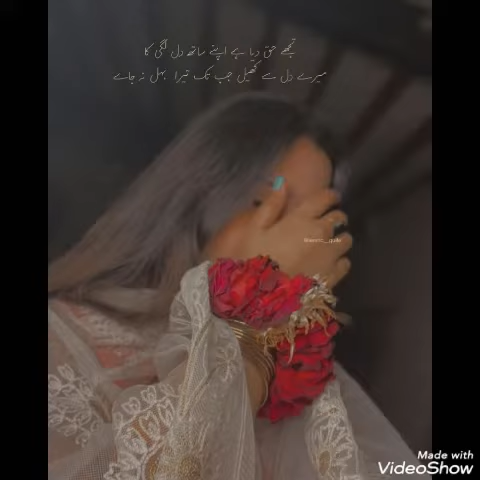 تجھے حق دیا ہے اپنے ساتھ دل لگی کا
میرے دل سے کھیل جب تک تیرا بہل نہ جائے
Made with
VideoShow